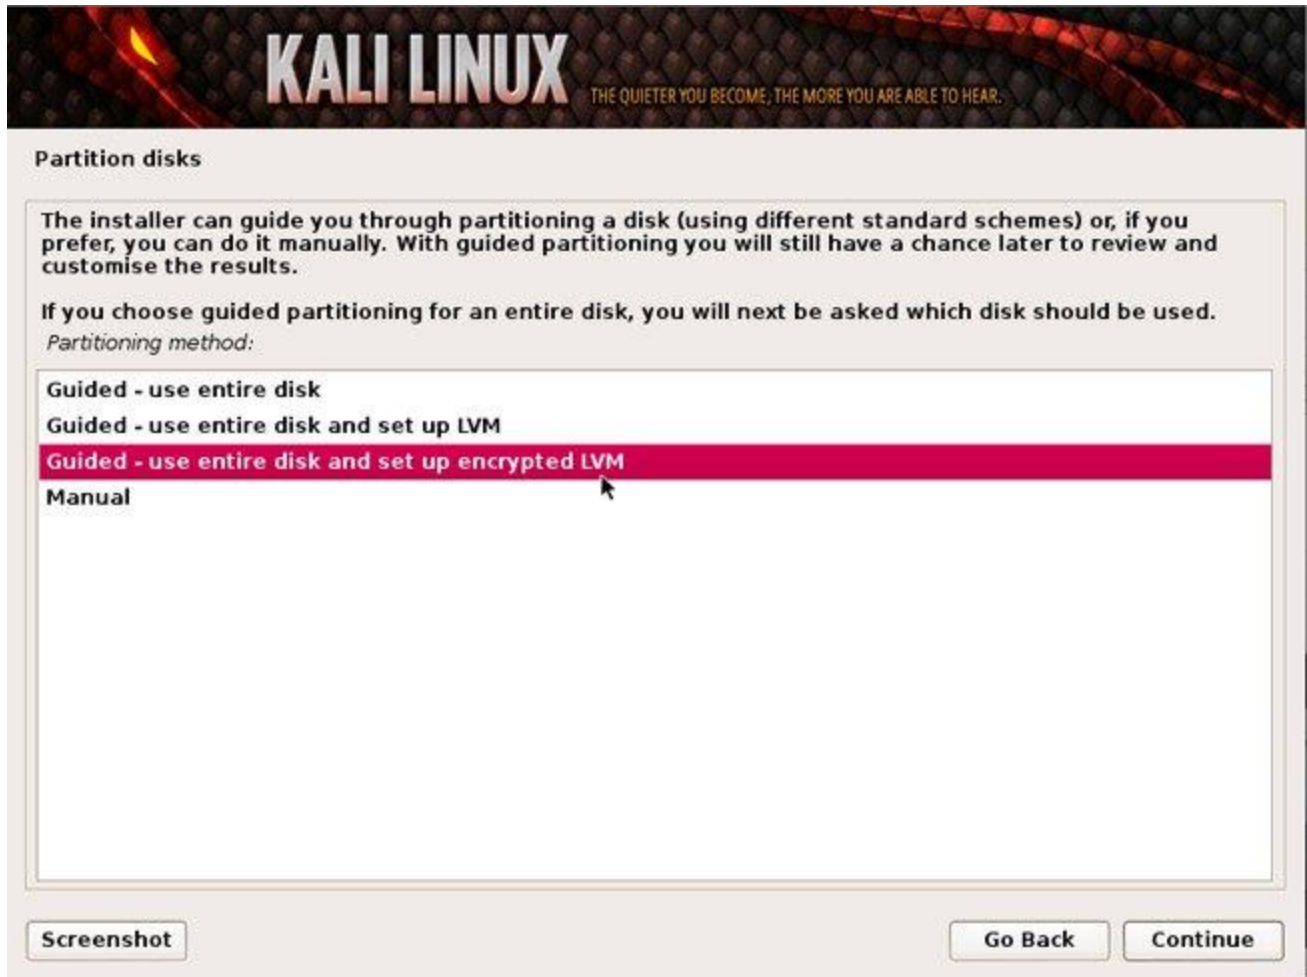 KALI LINUX THE QUIETER YOU BECOME, THE MORE YOU ARE ABLE TO HEAR.
Partition disks
The installer can guide you through partitioning a disk (using different standard schemes) or, if you
prefer, you can do it manually. With guided partitioning you will still have a chance later to review and
customise the results.
If you choose guided partitioning for an entire disk, you will next be asked which disk should be used.
Partitioning method:
Guided - use entire disk
Guided - use entire disk and set up LVM
Guided - use entire disk and set up encrypted LVM
Manual
Screenshot Go Back Continue